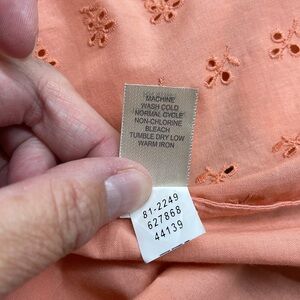 MACHINE
WASH COLD
NORMAL CYCLE
NON-CHLORINE
BLEACH
TUMBLE DRY LOW
WARM IRON
81-2249
627868
44139